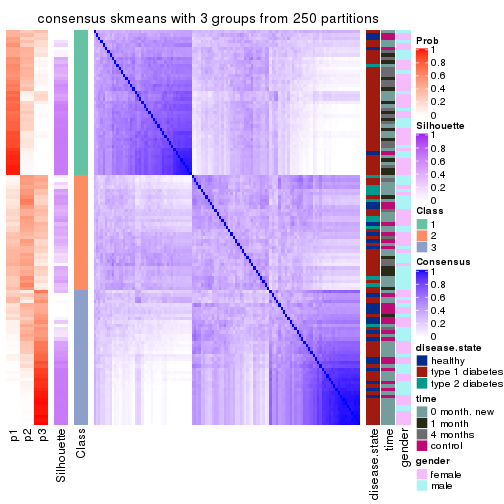 consensus skmeans with 3 groups from 250 partitions
Prob
1
0.8
0.6
0.4
0.2
0
Silhouette
1
0.8
0.6
0.4
0.2
0
Class
1
2
3
Consensus
1
0.8
0.6
0.4
0.2
0
disease.state
healthy
type 1 diabetes
type 2 diabetes
time
0 month, new
1 month
4 months
control
gender
female
male
p1
p2
p3
Silhouette
Class
disease.state
time
gender